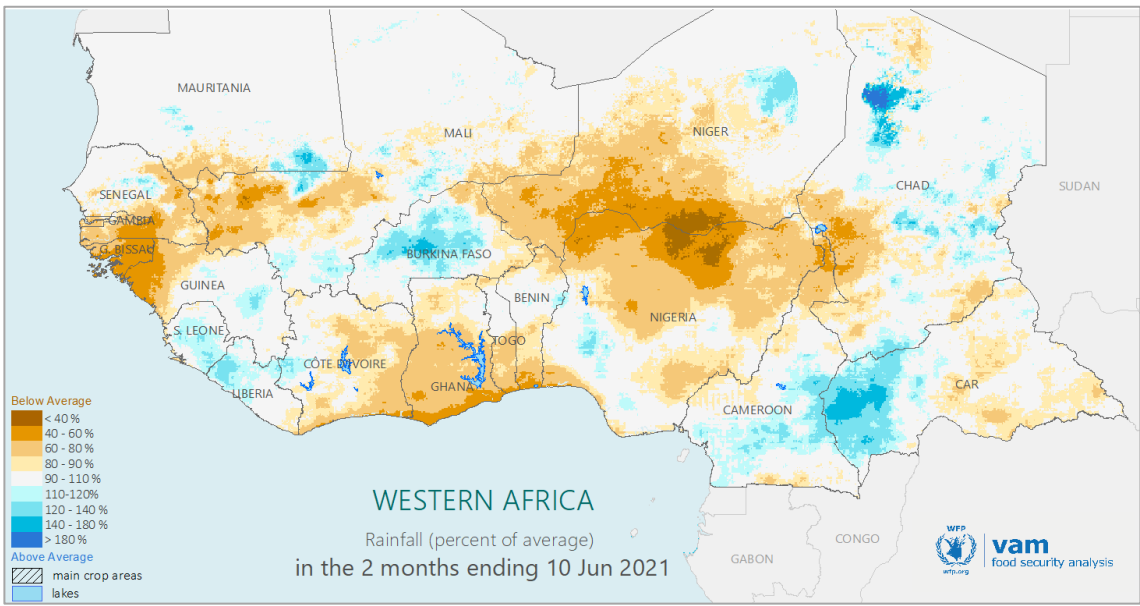 MAURITANIA
MALI
NIGER
CHAD
SUDAN
SENEGAL
GAMBIA
G. BISSAU
GUINEA
BURKINA FASO
BENIN
NIGERIA
S. LEONE
CÔTE D'IVOIRE
TOGO
GHANA
LIBERIA
CAMEROON
CAR
GABON
CONGO
Below Average
< 40 %
40 - 60 %
60 - 80 %
80 - 90 %
90 - 110 %
110-120%
120 - 140 %
140 - 180 %
> 180 %
Above Average
main crop areas
lakes
WESTERN AFRICA
Rainfall (percent of average)
in the 2 months ending 10 Jun 2021
WFP
wfp.org
vam
food security analysis